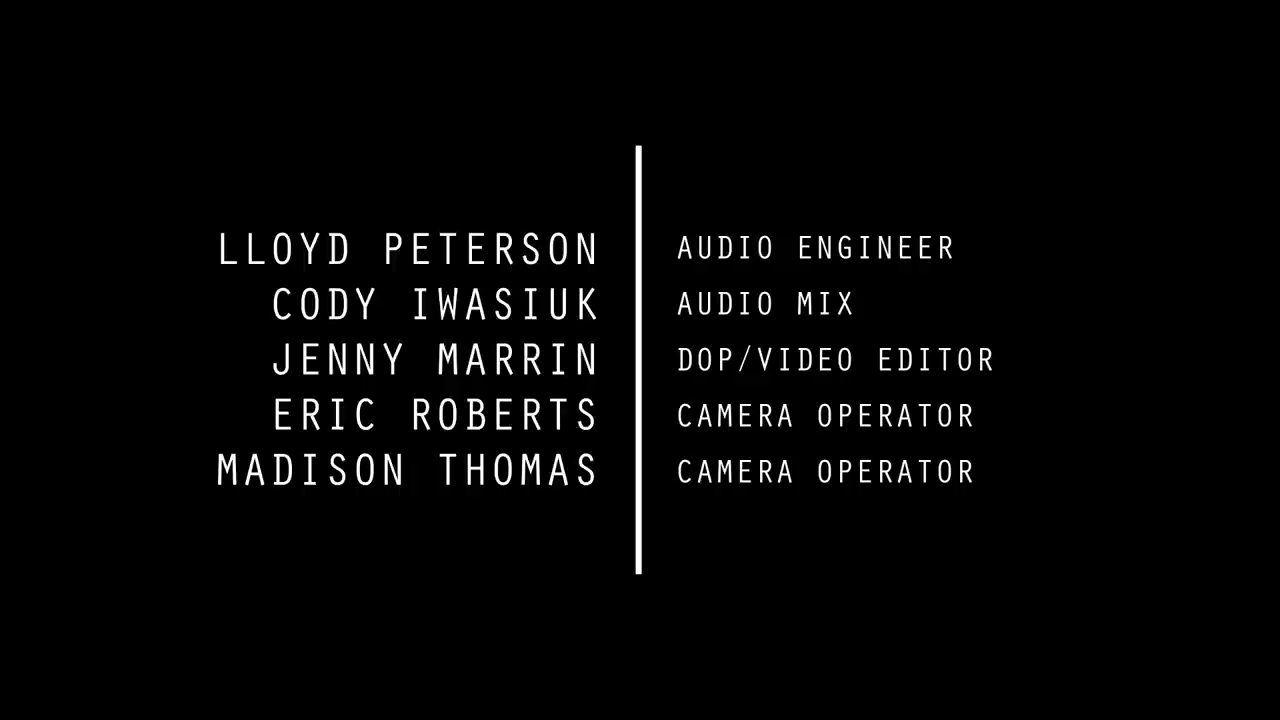 LLOYD PETERSON AUDIO ENGINEER
CODY IWASIUK AUDIO MIX
JENNY MARRIN DOP/VIDEO EDITOR
ERIC ROBERTS CAMERA OPERATOR
MADISON THOMAS CAMERA OPERATOR